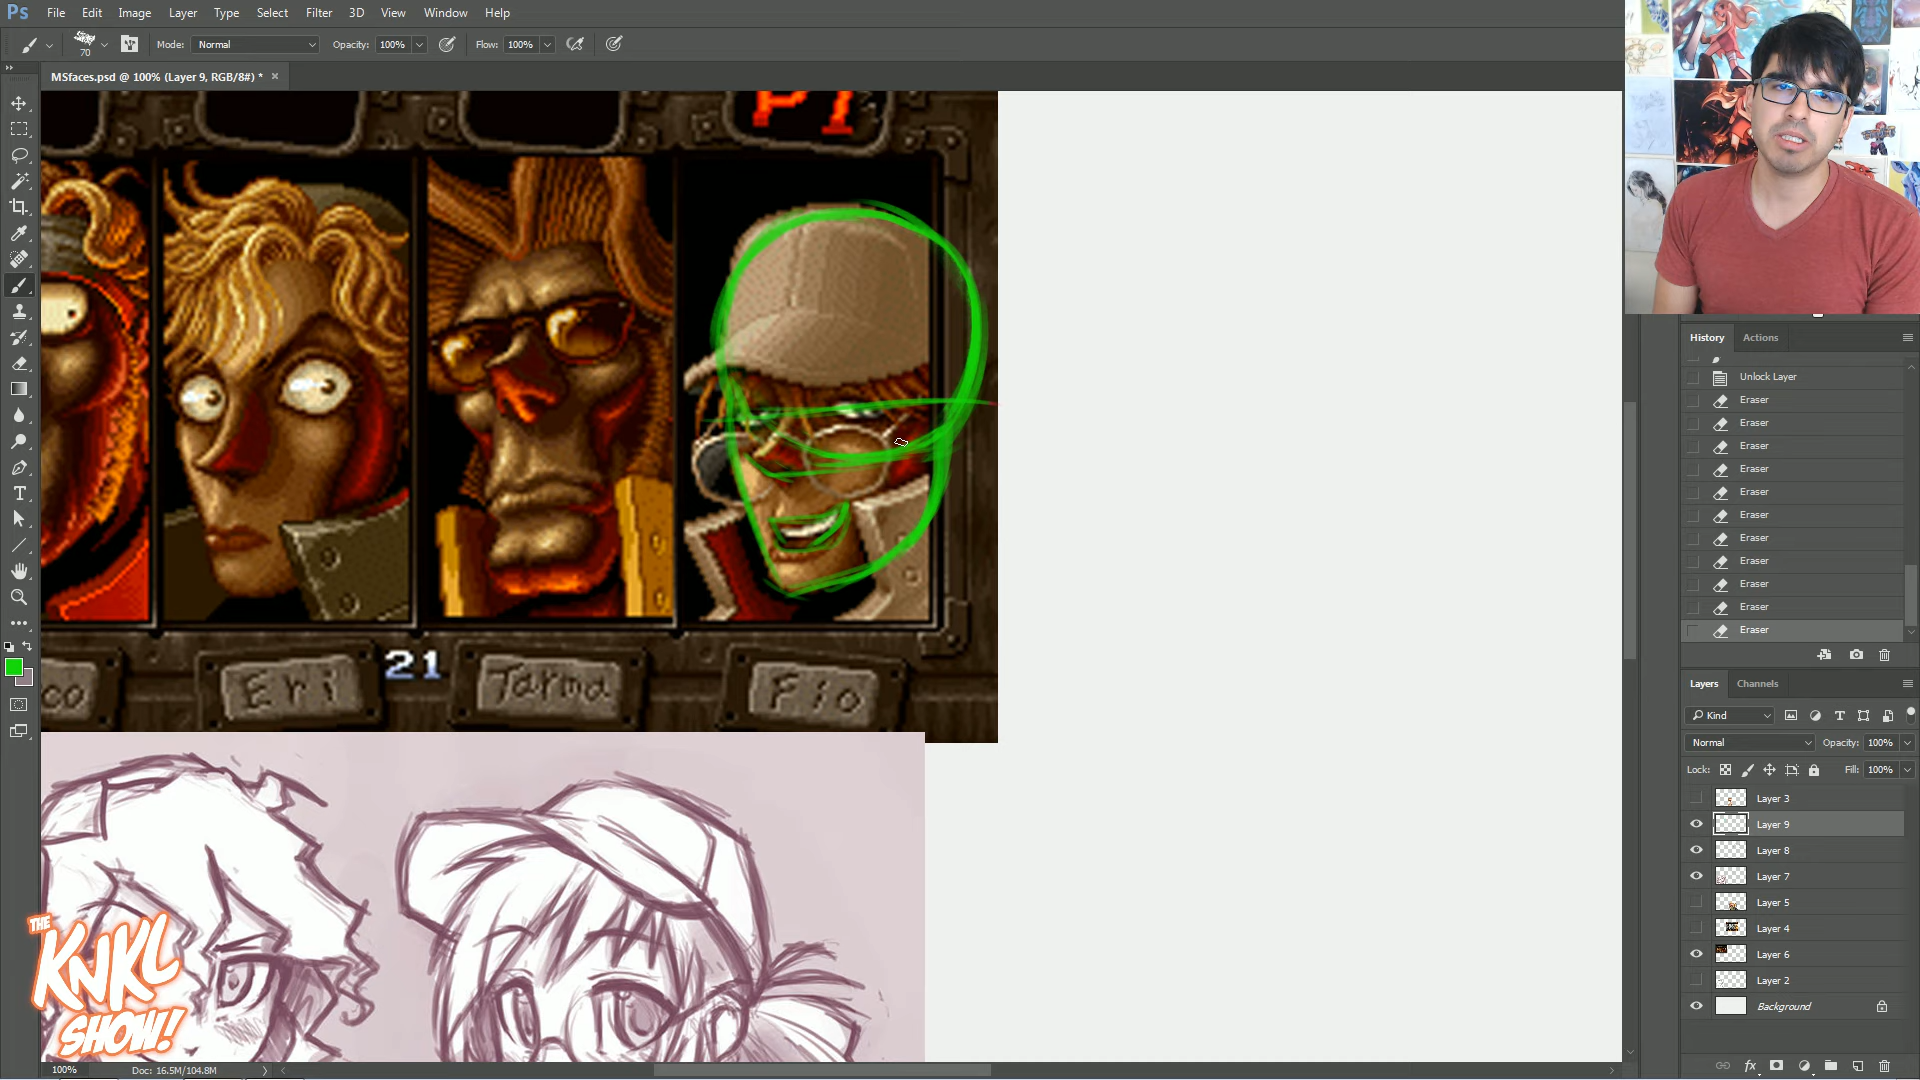 Ps File Edit Image Layer Type Select Filter 3D View Window Help
70 Mode: Normal Opacity: 100% Flow: 100%
MSfaces.psd @ 100% (Layer 9, RGB/8#) * ×
P1
co Eri 21 Tarma Fio
THE
KNKL
SHOW!
100% Doc: 16.5M/104.8M
History Actions
Unlock Layer
Eraser
Eraser
Eraser
Eraser
Eraser
Eraser
Eraser
Eraser
Eraser
Eraser
Eraser
Layers Channels
Kind
Normal Opacity: 100%
Lock: Fill: 100%
Layer 3
Layer 9
Layer 8
Layer 7
Layer 5
Layer 4
Layer 6
Layer 2
Background
fx